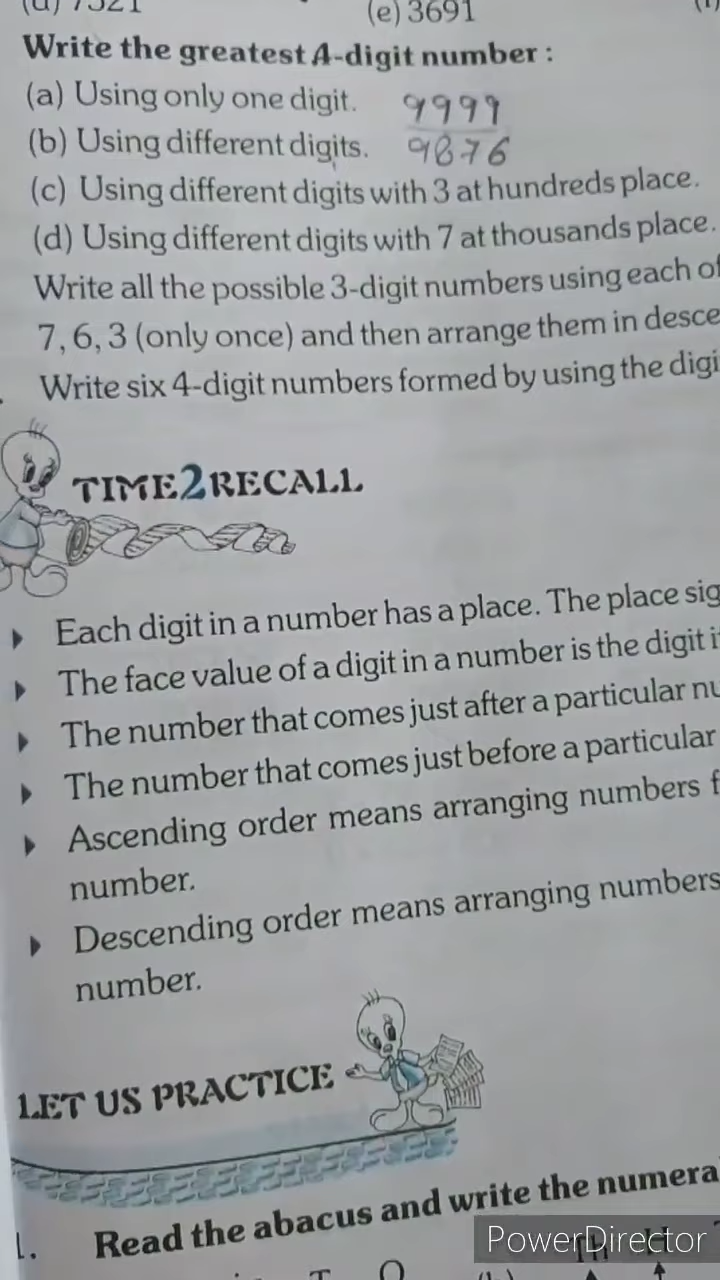 (e) 3691
Write the greatest 4-digit number :
(a) Using only one digit. 9999
(b) Using different digits. 9876
(c) Using different digits with 3 at hundreds place.
(d) Using different digits with 7 at thousands place.
Write all the possible 3-digit numbers using each of
7, 6, 3 (only once) and then arrange them in desce
Write six 4-digit numbers formed by using the digi
TIME2RECALL
Each digit in a number has a place. The place sig
The face value of a digit in a number is the digit i
The number that comes just after a particular nu
The number that comes just before a particular
Ascending order means arranging numbers f
number.
Descending order means arranging numbers
number.
LET US PRACTICE
1. Read the abacus and write the numera
PowerDirector